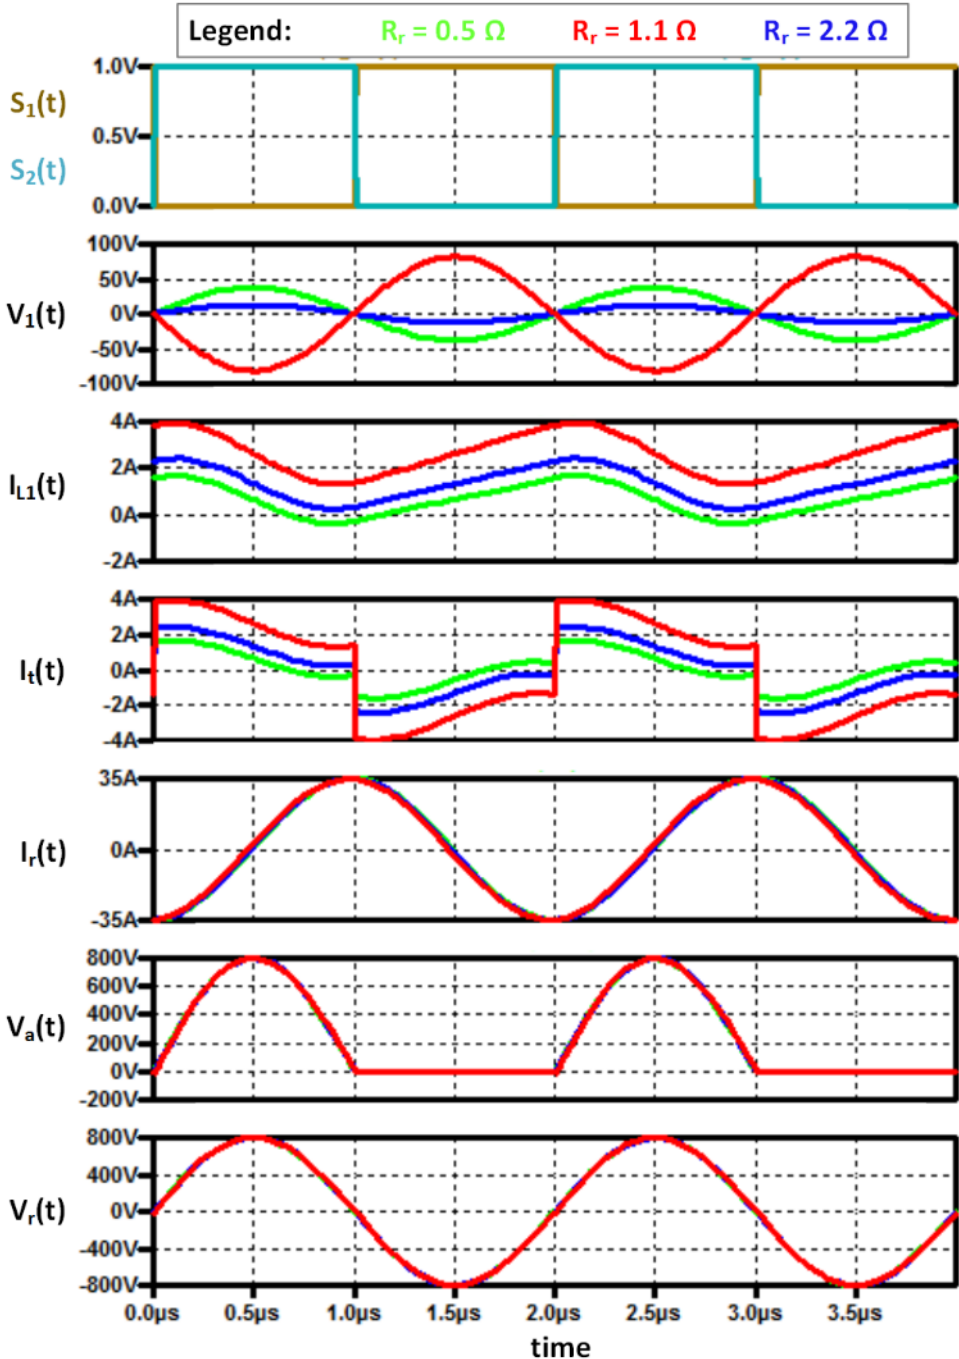 Legend: Rr = 0.5 Ω Rr = 1.1 Ω Rr = 2.2 Ω
S1(t)
S2(t)
1.0V
0.5V
0.0V
V1(t)
100V
50V
0V
-50V
-100V
IL1(t)
4A
2A
0A
-2A
It(t)
4A
2A
0A
-2A
-4A
Ir(t)
35A
0A
-35A
Va(t)
800V
600V
400V
200V
0V
-200V
Vr(t)
800V
400V
0V
-400V
-800V
0.0µs 0.5µs 1.0µs 1.5µs 2.0µs 2.5µs 3.0µs 3.5µs
time